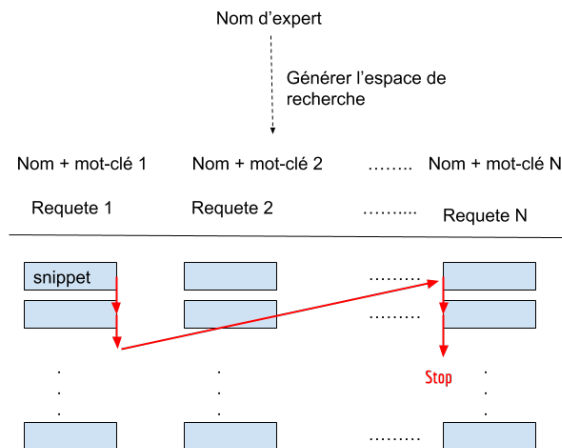 Nom d'expert
Générer l'espace de
recherche
Nom + mot-clé 1 Nom + mot-clé 2 ........ Nom + mot-clé N
Requete 1 Requete 2 .......... Requete N
snippet .........
.........
Stop
.........